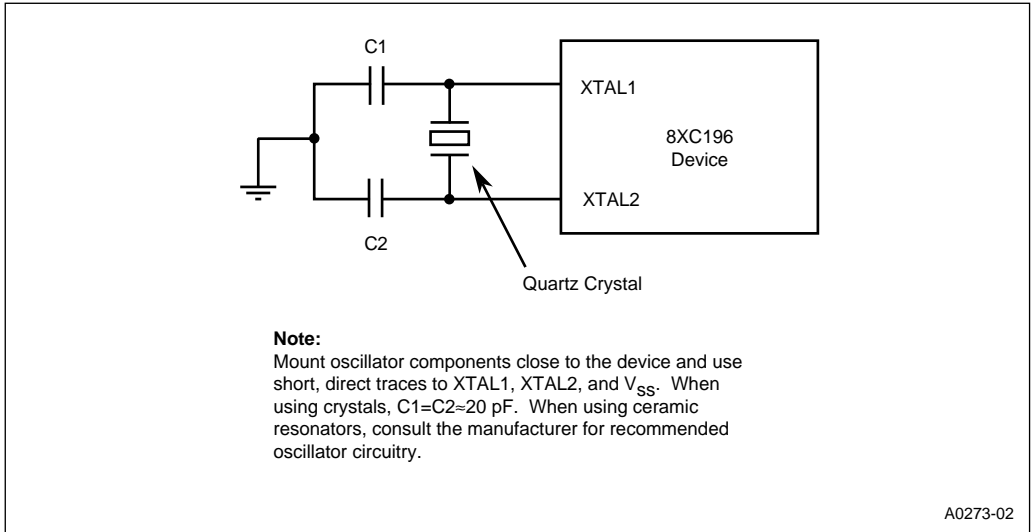 C1
XTAL1
8XC196
Device
XTAL2
C2
Quartz Crystal
Note:
Mount oscillator components close to the device and use
short, direct traces to XTAL1, XTAL2, and VSS. When
using crystals, C1=C2≈20 pF. When using ceramic
resonators, consult the manufacturer for recommended
oscillator circuitry.
A0273-02